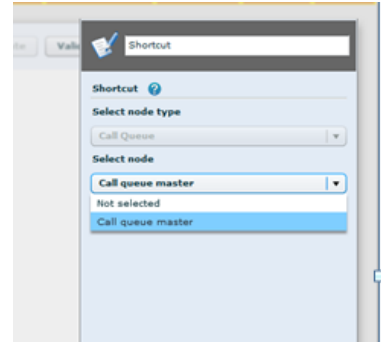 Shortcut
Shortcut
Select node type
Call Queue
Select node
Call queue master
Not selected
Call queue master